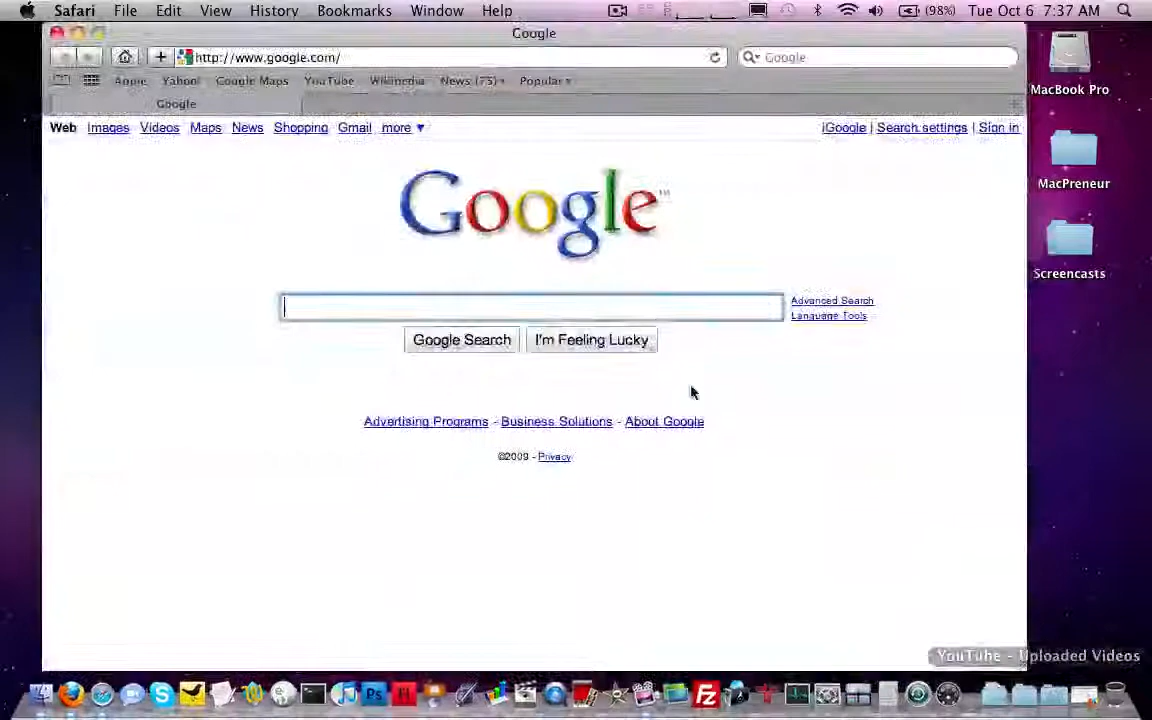 Safari File Edit View History Bookmarks Window Help (98%) Tue Oct 6 7:37 AM
Google
http://www.google.com/ Google
Apple Yahoo! Google Maps YouTube Wikipedia News (75) Popular
Google
Web Images Videos Maps News Shopping Gmail more ▼ iGoogle | Search settings | Sign in
Google™
Advanced Search
Language Tools
Google Search I'm Feeling Lucky
Advertising Programs - Business Solutions - About Google
©2009 - Privacy
MacBook Pro
MacPreneur
Screencasts
YouTube - Uploaded Videos